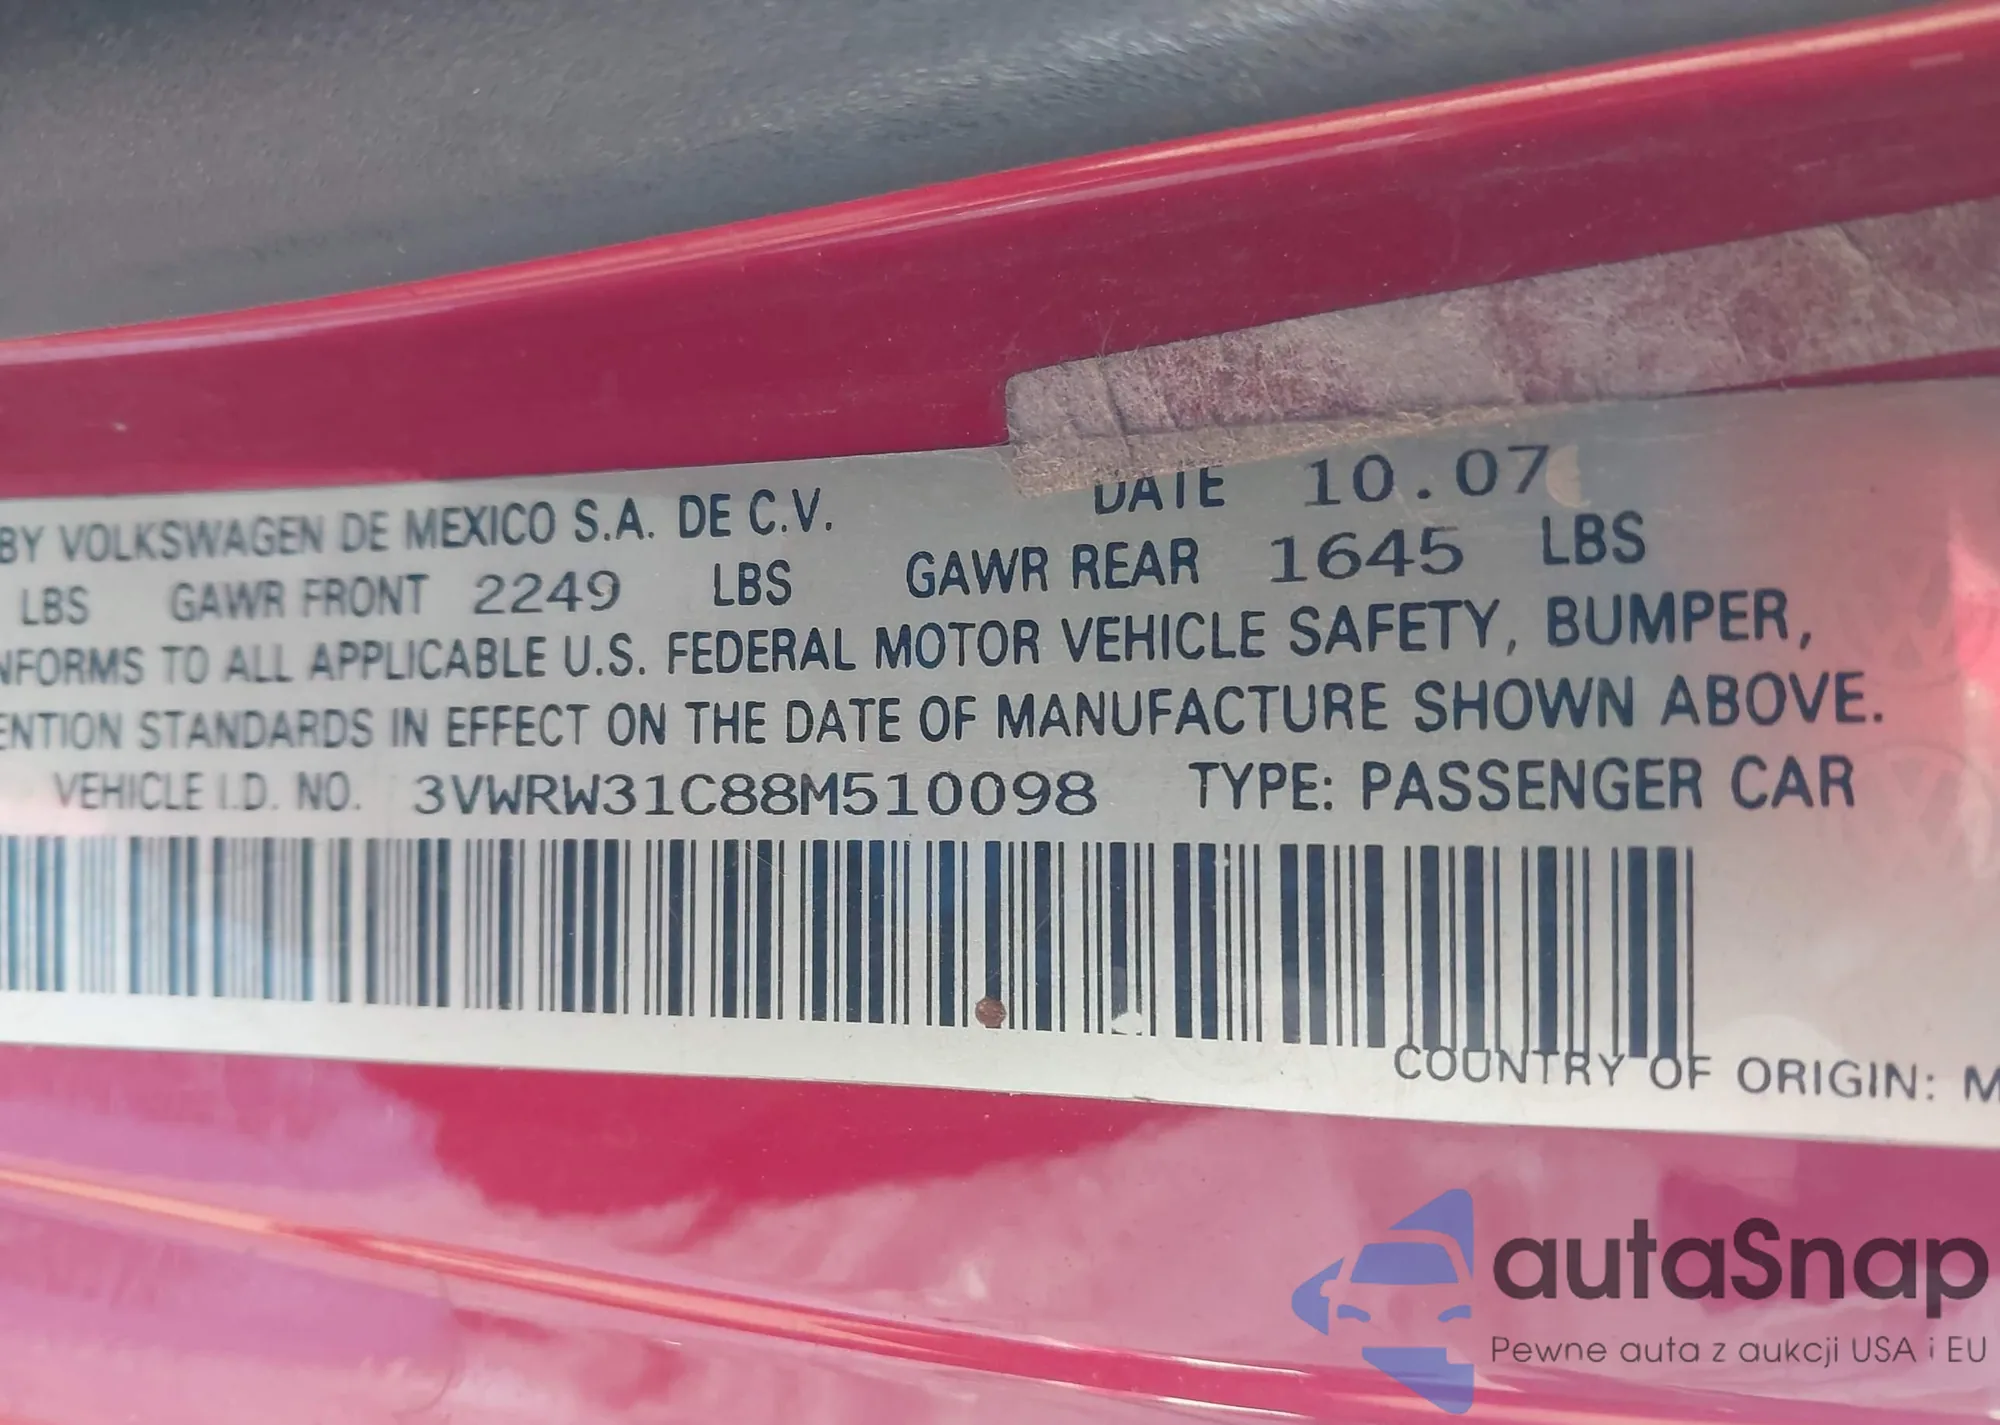 BY VOLKSWAGEN DE MEXICO S.A. DE C.V. DATE 10.07
LBS GAWR FRONT 2249 LBS GAWR REAR 1645 LBS
NFORMS TO ALL APPLICABLE U.S. FEDERAL MOTOR VEHICLE SAFETY, BUMPER,
ENTION STANDARDS IN EFFECT ON THE DATE OF MANUFACTURE SHOWN ABOVE.
VEHICLE I.D. NO. 3VWRW31C88M510098 TYPE: PASSENGER CAR
COUNTRY OF ORIGIN: M
autaSnap
Pewne auta z aukcji USA i EU